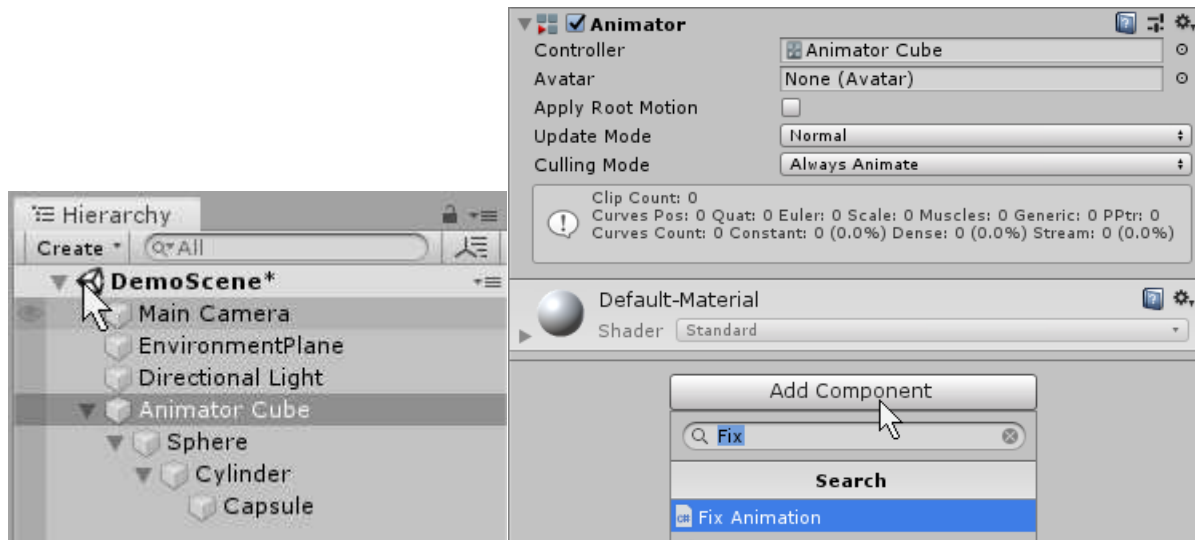 Hierarchy
Create
All
DemoScene*
Main Camera
EnvironmentPlane
Directional Light
Animator Cube
Sphere
Cylinder
Capsule
Animator
Controller Animator Cube
Avatar None (Avatar)
Apply Root Motion
Update Mode Normal
Culling Mode Always Animate
Clip Count: 0
Curves Pos: 0 Quat: 0 Euler: 0 Scale: 0 Muscles: 0 Generic: 0 PPtr: 0
Curves Count: 0 Constant: 0 (0.0%) Dense: 0 (0.0%) Stream: 0 (0.0%)
Default-Material
Shader Standard
Add Component
Fix
Search
c# Fix Animation